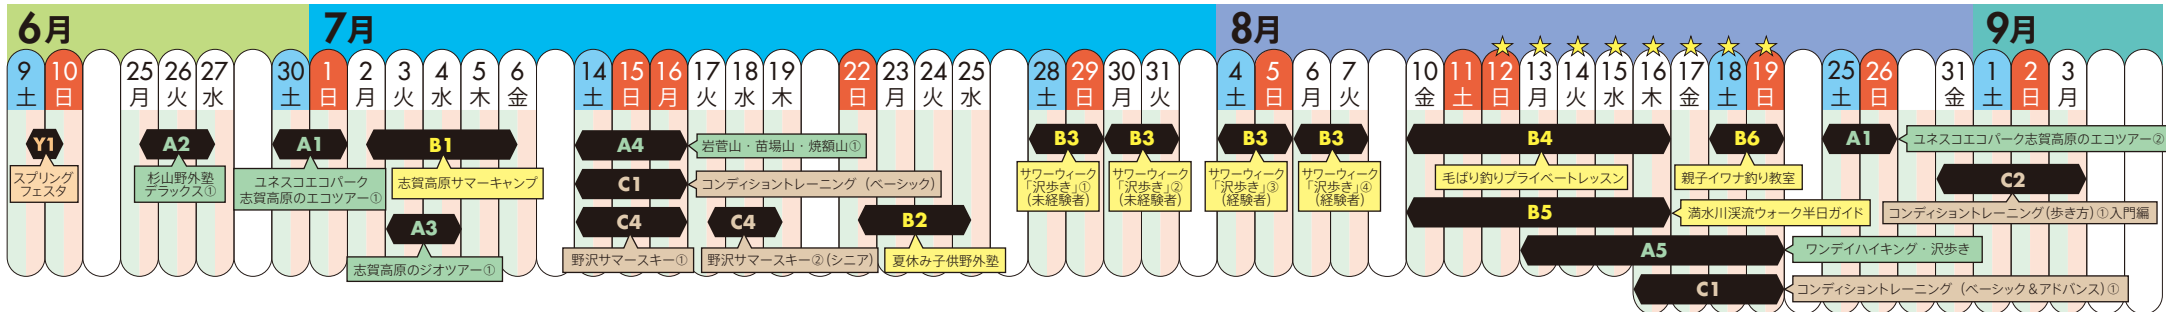 6月
7月
8月
9月
9 10 25 26 27 30 1 2 3 4 5 6 14 15 16 17 18 19 22 23 24 25 28 29 30 31 4 5 6 7 10 11 12 13 14 15 16 17 18 19 25 26 31 1 2 3
土 日 月 火 水 土 日 月 火 水 木 金 土 日 月 火 水 木 日 月 火 水 土 日 月 火 土 日 月 火 金 土 日 月 火 水 木 金 土 日 土 日 金 土 日 月
Y1
スプリング
フェスタ
A2
杉山野外塾
デラックス①
A1
ユネスコエコパーク
志賀高原のエコツアー①
B1
志賀高原サマーキャンプ
A3
志賀高原のジオツアー①
A4
岩菅山・苗場山・焼額山①
C1
コンディショントレーニング（ベーシック）
C4
野沢サマースキー①
C4
野沢サマースキー②(シニア)
B2
夏休み子供野外塾
B3
サワーウィーク
「沢歩き」①
(未経験者)
B3
サワーウィーク
「沢歩き」②
(未経験者)
B3
サワーウィーク
「沢歩き」③
(経験者)
B3
サワーウィーク
「沢歩き」④
(経験者)
B4
毛ばり釣りプライベートレッスン
B6
親子イワナ釣り教室
B5
満水川渓流ウォーク半日ガイド
A5
ワンデイハイキング・沢歩き
C1
コンディショントレーニング（ベーシック＆アドバンス)①
A1
ユネスコエコパーク志賀高原のエコツアー②
C2
コンディショントレーニング(歩き方)①入門編